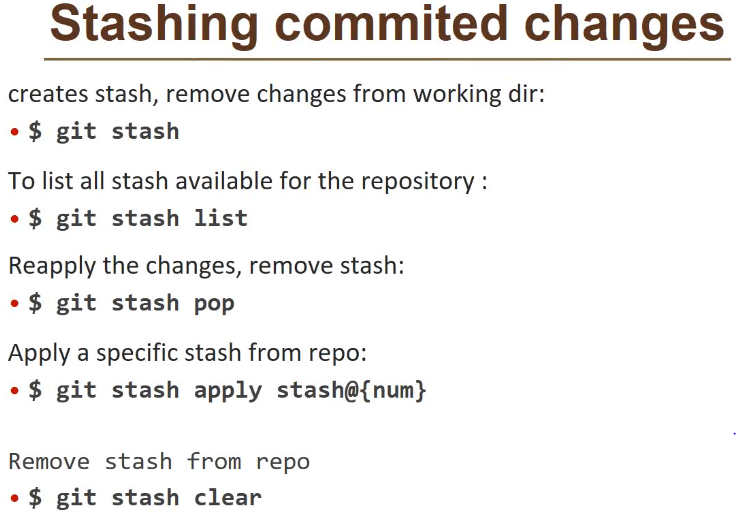 Stashing commited changes
creates stash, remove changes from working dir:
• $ git stash
To list all stash available for the repository :
• $ git stash list
Reapply the changes, remove stash:
• $ git stash pop
Apply a specific stash from repo:
• $ git stash apply stash@{num}
Remove stash from repo
• $ git stash clear